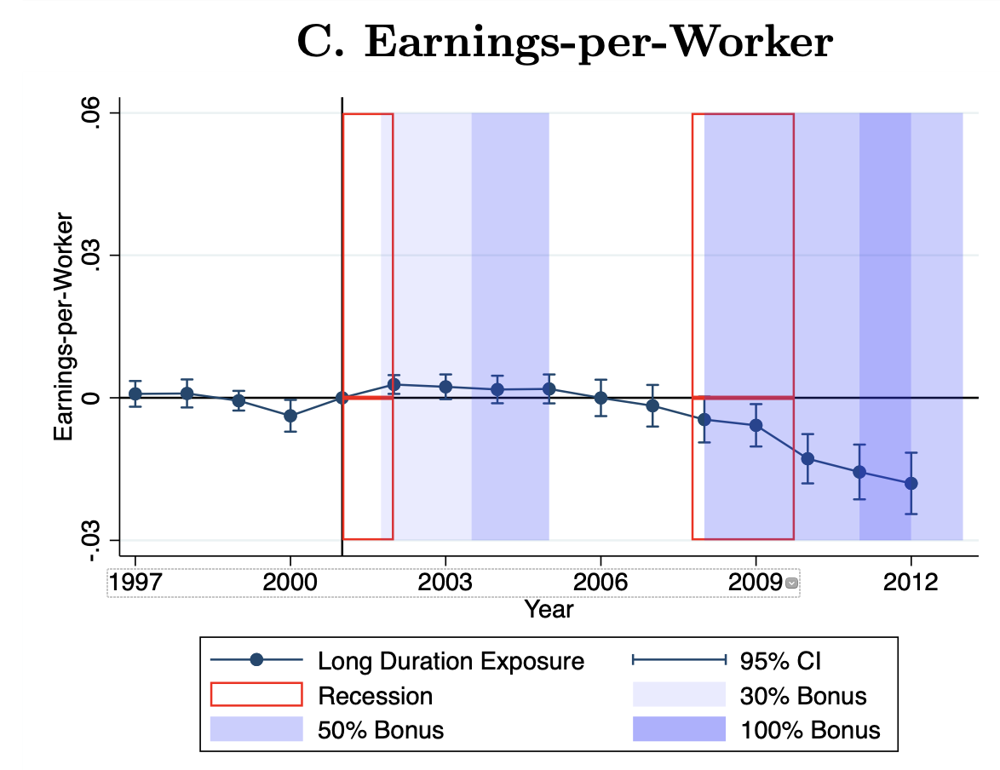 C. Earnings-per-Worker
.06
.03
0
-.03
Earnings-per-Worker
1997 2000 2003 2006 2009 2012
Year
Long Duration Exposure 95% CI
Recession 30% Bonus
50% Bonus 100% Bonus